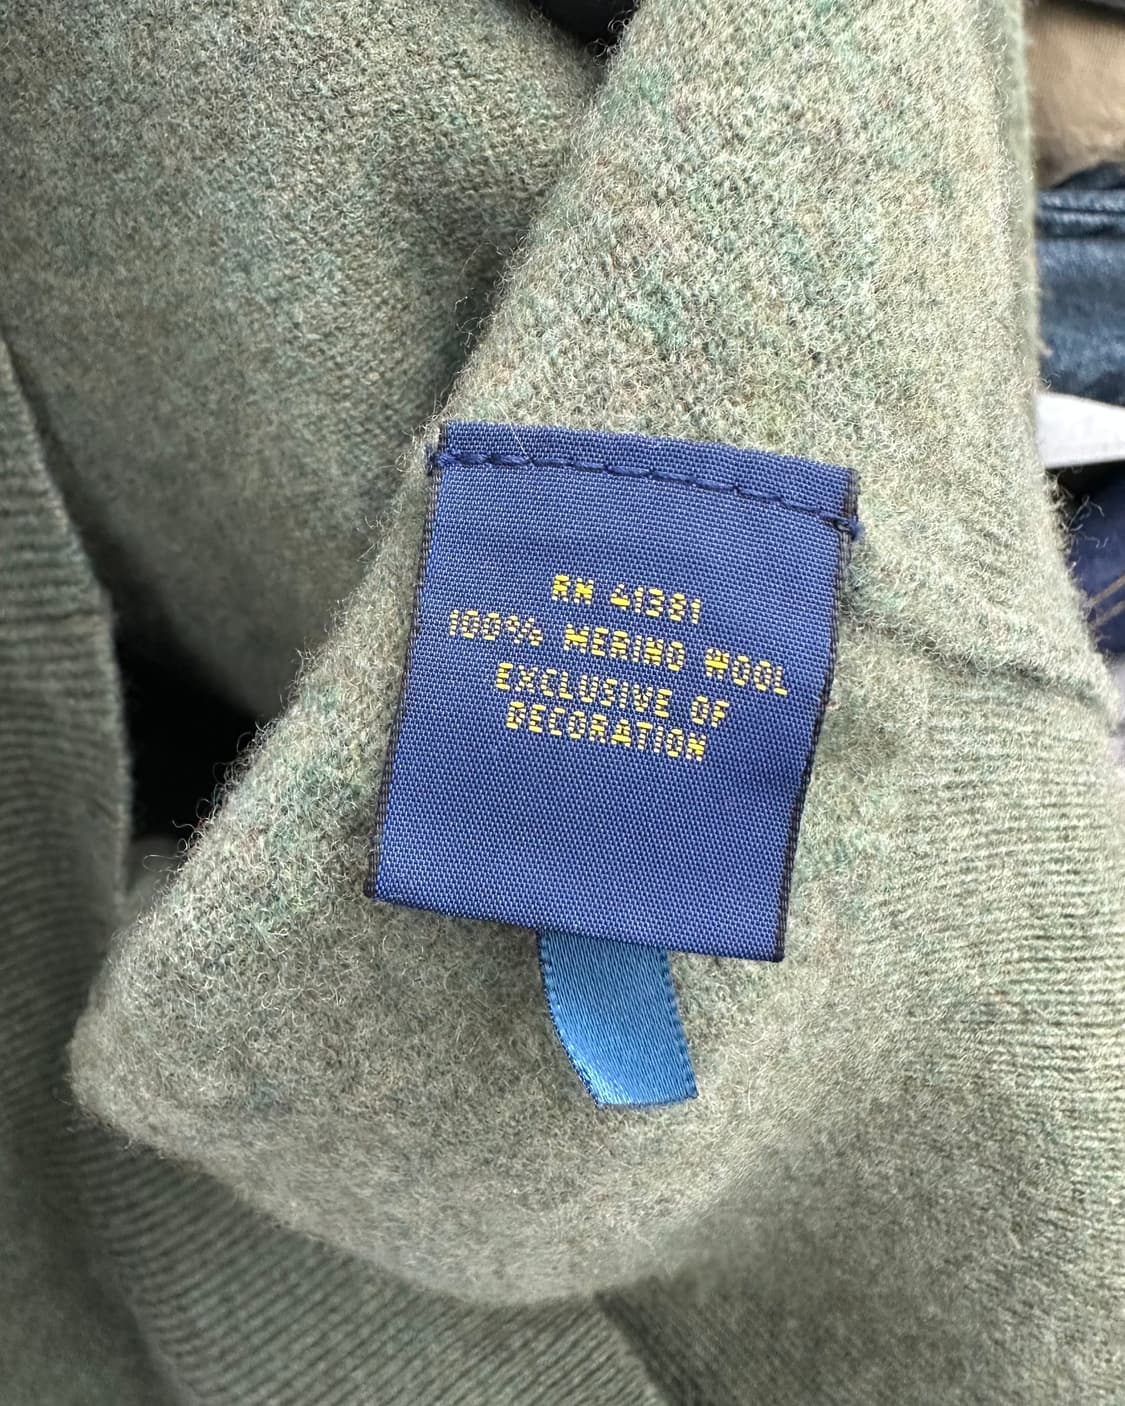 RN 41381
100% MERINO WOOL
EXCLUSIVE OF
DECORATION